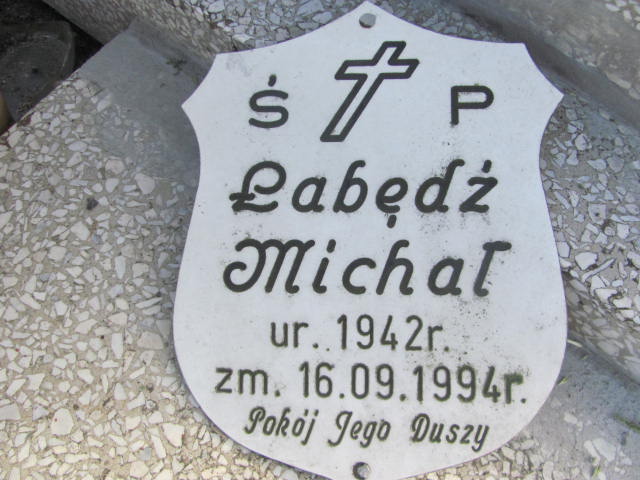 Ś P
Łabędź
Michał
ur. 1942r.
zm. 16.09.1994r.
Pokój Jego Duszy